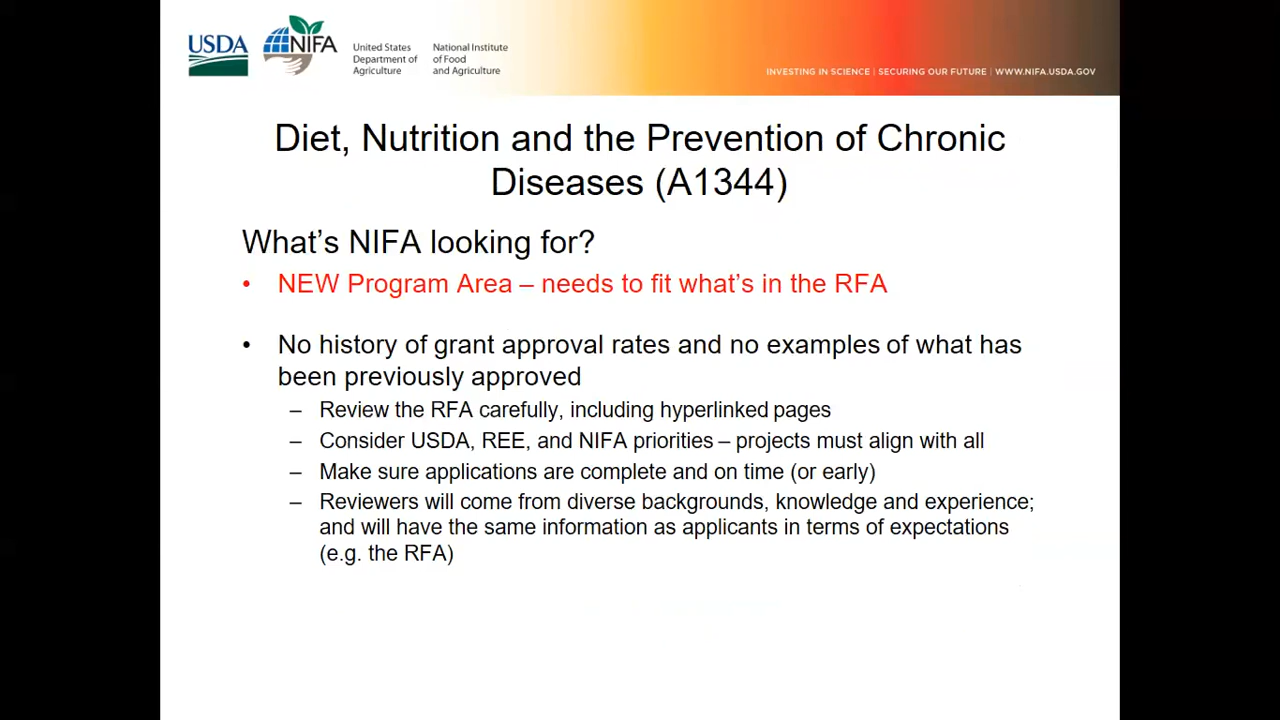 USDA
NIFA
United States
Department of
Agriculture
National Institute
of Food
and Agriculture
INVESTING IN SCIENCE | SECURING OUR FUTURE | WWW.NIFA.USDA.GOV
Diet, Nutrition and the Prevention of Chronic
Diseases (A1344)
What's NIFA looking for?
• NEW Program Area – needs to fit what's in the RFA
• No history of grant approval rates and no examples of what has
been previously approved
– Review the RFA carefully, including hyperlinked pages
– Consider USDA, REE, and NIFA priorities – projects must align with all
– Make sure applications are complete and on time (or early)
– Reviewers will come from diverse backgrounds, knowledge and experience;
and will have the same information as applicants in terms of expectations
(e.g. the RFA)